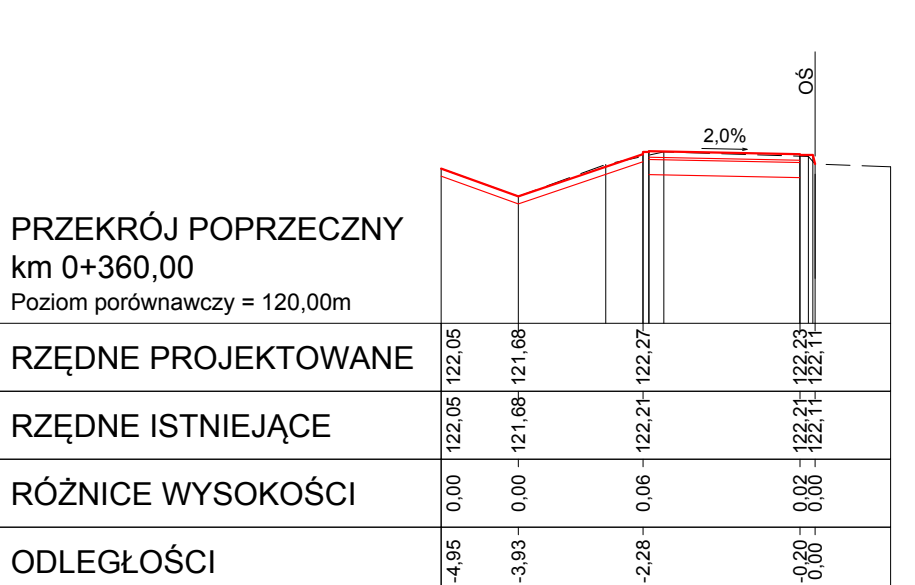 OŚ
2,0%
PRZEKRÓJ POPRZECZNY
km 0+360,00
Poziom porównawczy = 120,00m
RZĘDNE PROJEKTOWANE 122,05 121,68 122,27 122,23 122,11
RZĘDNE ISTNIEJĄCE 122,05 121,68 122,21 122,21 122,11
RÓŻNICE WYSOKOŚCI 0,00 0,00 0,06 0,02 0,00
ODLEGŁOŚCI -4,95 -3,93 -2,28 -0,20 0,00